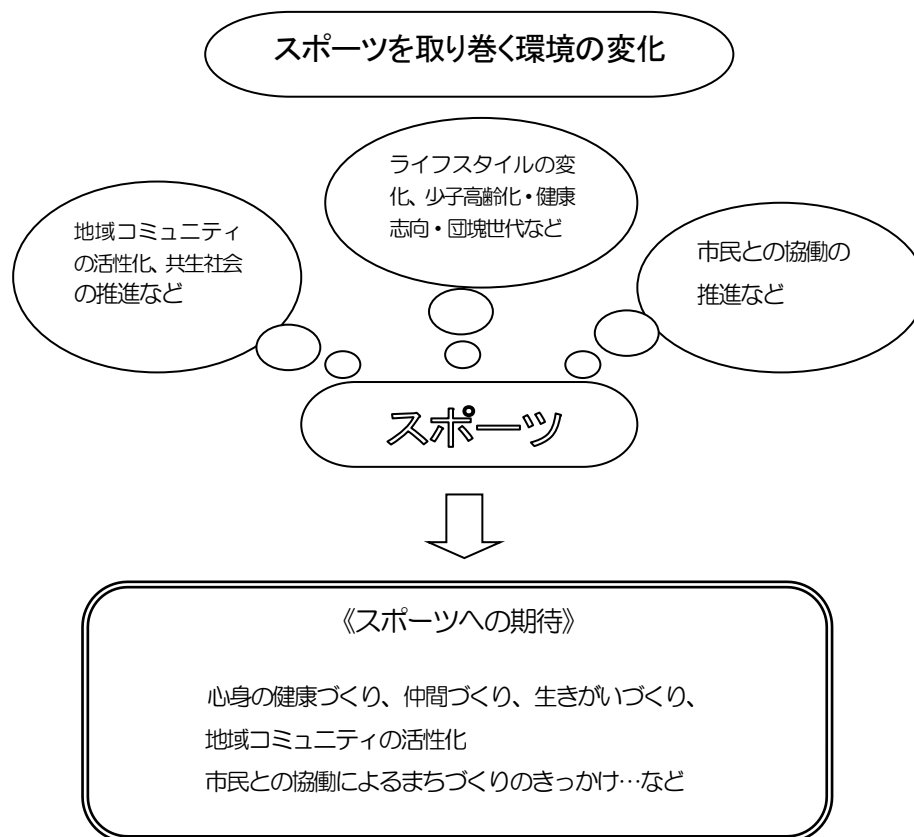 スポーツを取り巻く環境の変化
ライフスタイルの変
化、少子高齢化・健康
志向・団塊世代など
地域コミュニティ
の活性化、共生社会
の推進など
市民との協働の
推進など
スポーツ
《スポーツへの期待》
心身の健康づくり、仲間づくり、生きがいづくり、
地域コミュニティの活性化
市民との協働によるまちづくりのきっかけ…など